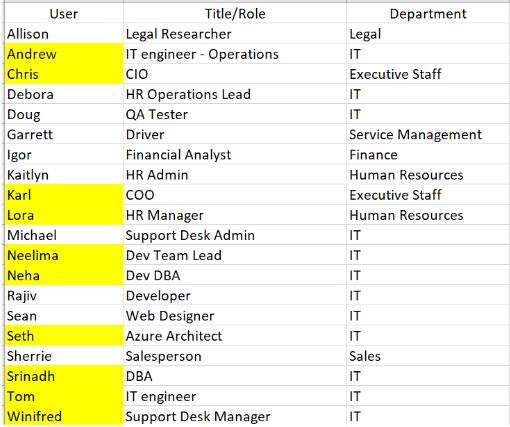 User Title/Role Department
Allison Legal Researcher Legal
Andrew IT engineer - Operations IT
Chris CIO Executive Staff
Debora HR Operations Lead IT
Doug QA Tester IT
Garrett Driver Service Management
Igor Financial Analyst Finance
Kaitlyn HR Admin Human Resources
Karl COO Executive Staff
Lora HR Manager Human Resources
Michael Support Desk Admin IT
Neelima Dev Team Lead IT
Neha Dev DBA IT
Rajiv Developer IT
Sean Web Designer IT
Seth Azure Architect IT
Sherrie Salesperson Sales
Srinadh DBA IT
Tom IT engineer IT
Winifred Support Desk Manager IT